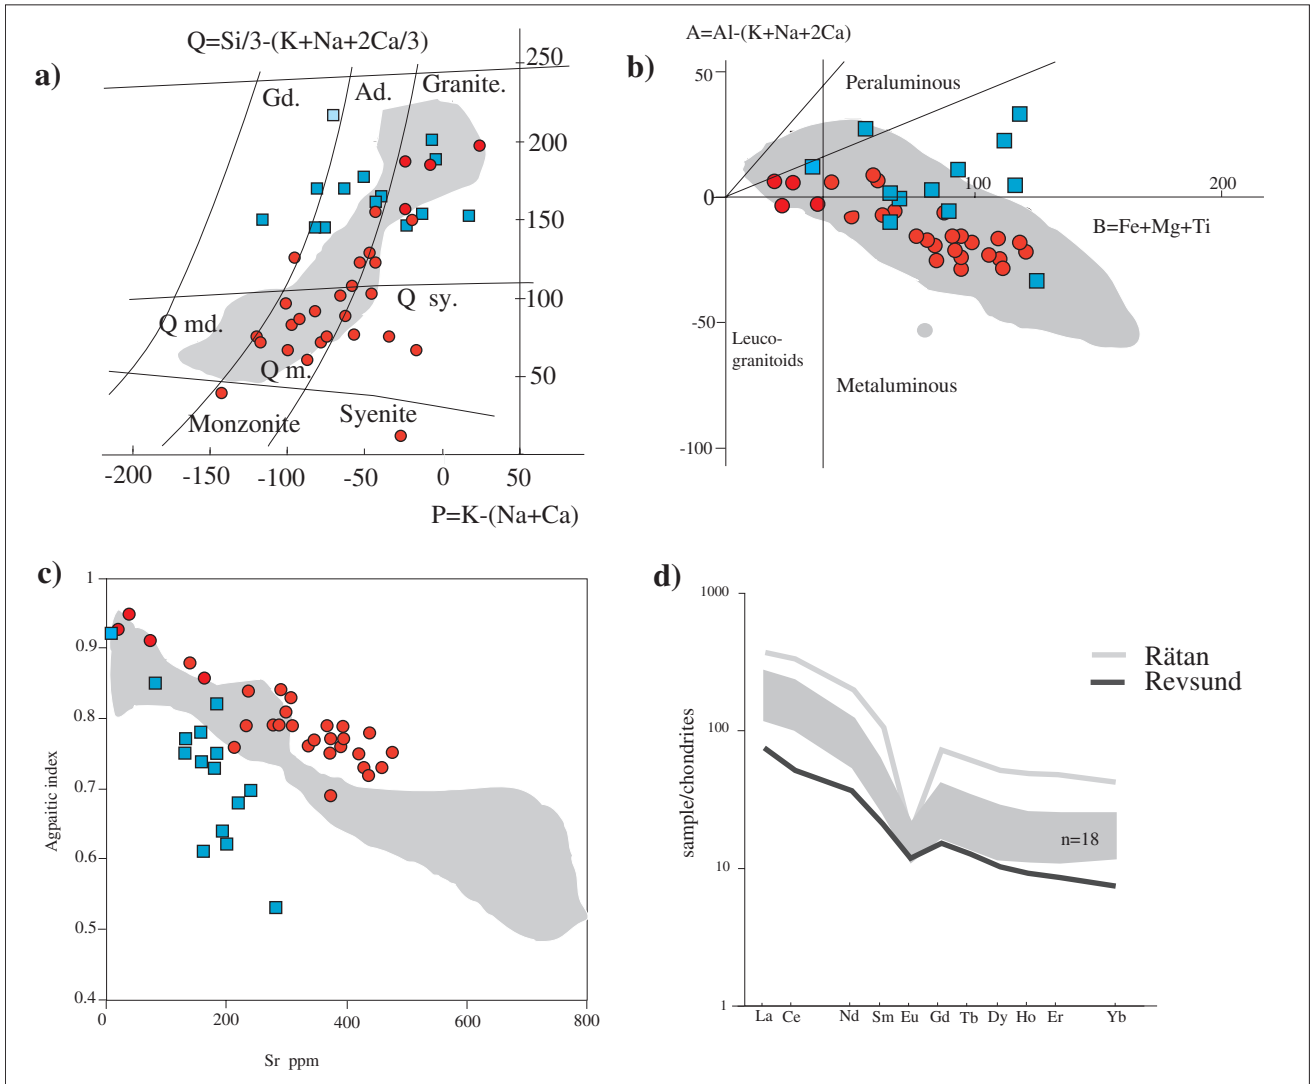 a)
Q=Si/3-(K+Na+2Ca/3)
250
200
150
100
50
Gd.
Ad.
Granite.
Q md.
Q sy.
Q m.
Monzonite
Syenite
-200 -150 -100 -50 0 50
P=K-(Na+Ca)
b)
A=Al-(K+Na+2Ca)
50
0
-50
-100
Peraluminous
100
200
B=Fe+Mg+Ti
Leuco-
granitoids
Metaluminous
c)
1
0.9
0.8
0.7
0.6
0.5
0.4
Agpaitic index
0 200 400 600 800
Sr ppm
d)
1000
100
10
1
sample/chondrites
Rätan
Revsund
n=18
La Ce Nd Sm Eu Gd Tb Dy Ho Er Yb